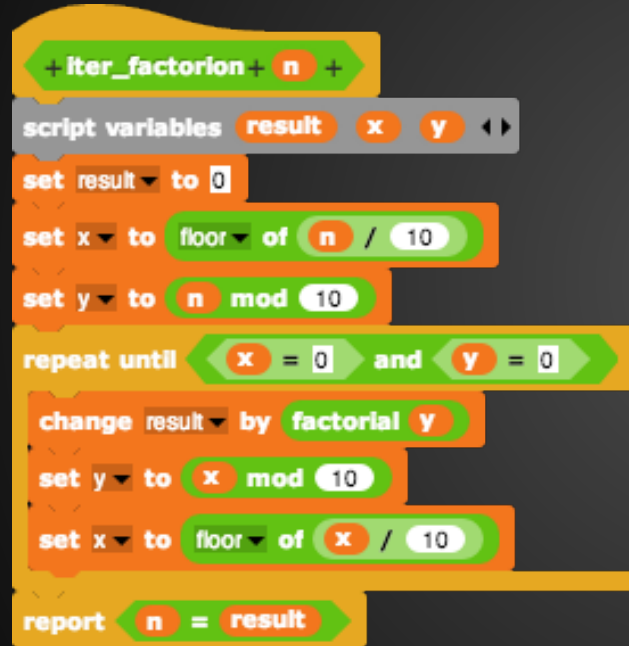 + iter_factorion + n +
script variables result x y
set result to 0
set x to floor of n / 10
set y to n mod 10
repeat until x = 0 and y = 0
change result by factorial y
set y to x mod 10
set x to floor of x / 10
report n = result